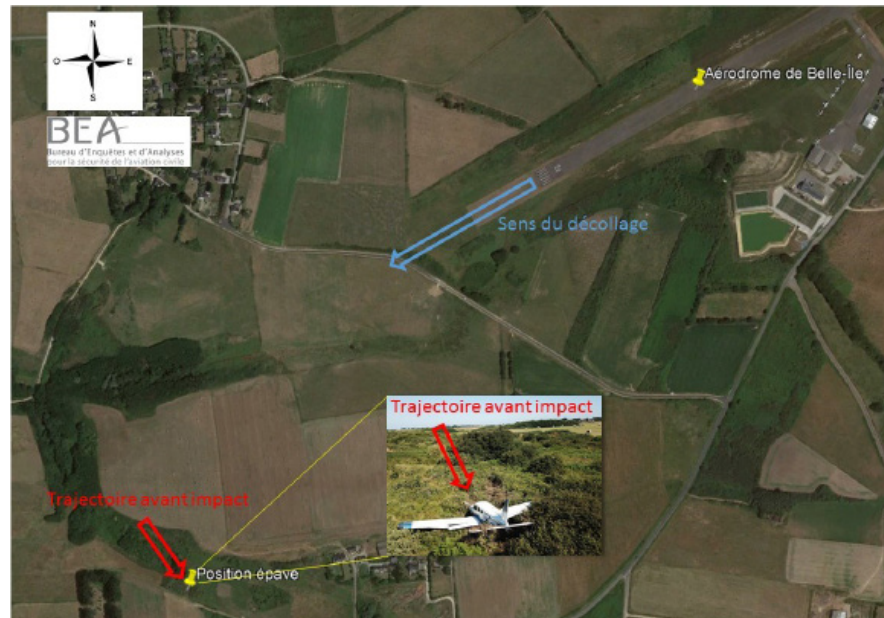 N
O
E
S
BEA
Bureau d'Enquêtes et d'Analyses
pour la sécurité de l'aviation civile
Aérodrome de Belle-Île
Sens du décollage
Trajectoire avant impact
Trajectoire avant impact
Position épave